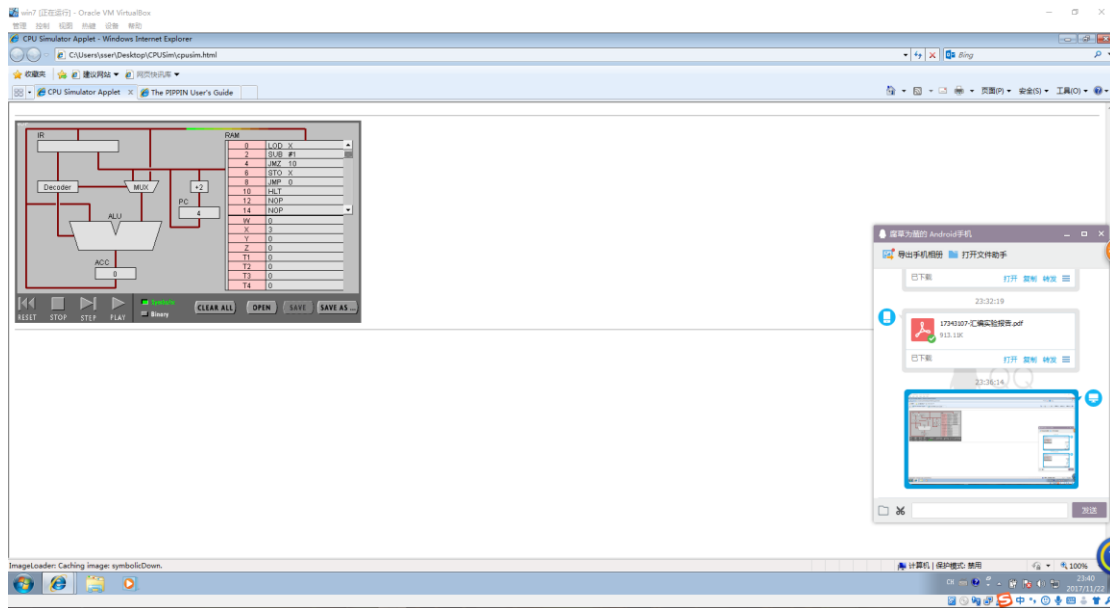 win7 [正在运行] - Oracle VM VirtualBox
管理 控制 视图 热键 设备 帮助
CPU Simulator Applet - Windows Internet Explorer
C:\Users\sser\Desktop\CPUSim\cpusim.html
Bing
收藏夹 建议网站 网页快讯库
CPU Simulator Applet X The PIPPIN User's Guide
页面(P) 安全(S) 工具(O)
IR
RAM
0 LOD X
2 SUB #1
4 JMZ 10
6 STO X
8 JMP 0
10 HLT
12 NOP
14 NOP
W 0
X 3
Y 0
Z 0
T1 0
T2 0
T3 0
T4 0
Decoder
MUX
+2
PC
4
ALU
ACC
0
RESET STOP STEP PLAY
Symbolic
Binary
CLEAR ALL OPEN SAVE SAVE AS ...
Android手机
导出手机相册 打开文件助手
已下载 打开 复制 转发
23:32:19
17343107-汇编实验报告.pdf
913.11K
已下载 打开 复制 转发
23:36:14
发送
ImageLoader: Caching image: symbolicDown.
计算机 | 保护模式: 禁用
100%
CH
23:40
2017/11/22
中